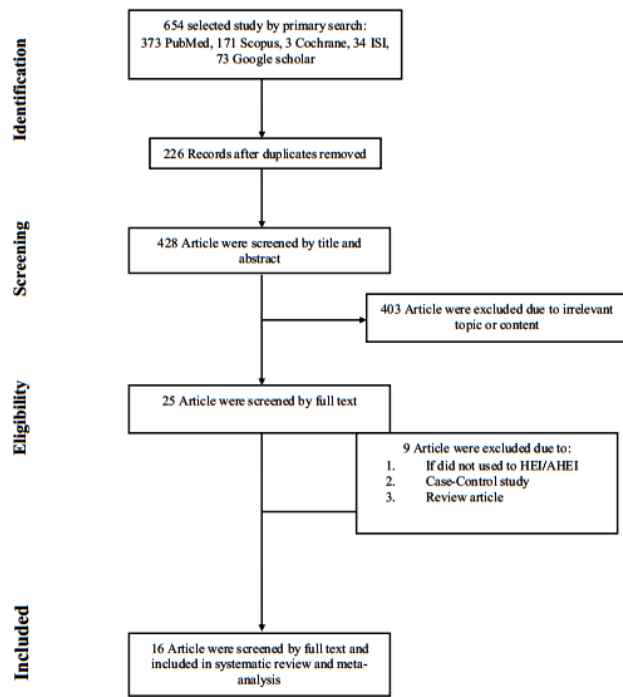 Identification
654 selected study by primary search:
373 PubMed, 171 Scopus, 3 Cochrane, 34 ISI,
73 Google scholar
226 Records after duplicates removed
Screening
428 Article were screened by title and
abstract
403 Article were excluded due to irrelevant
topic or content
Eligibility
25 Article were screened by full text
9 Article were excluded due to:
1. If did not used to HEI/AHEI
2. Case-Control study
3. Review article
Included
16 Article were screened by full text and
included in systematic review and meta-
analysis